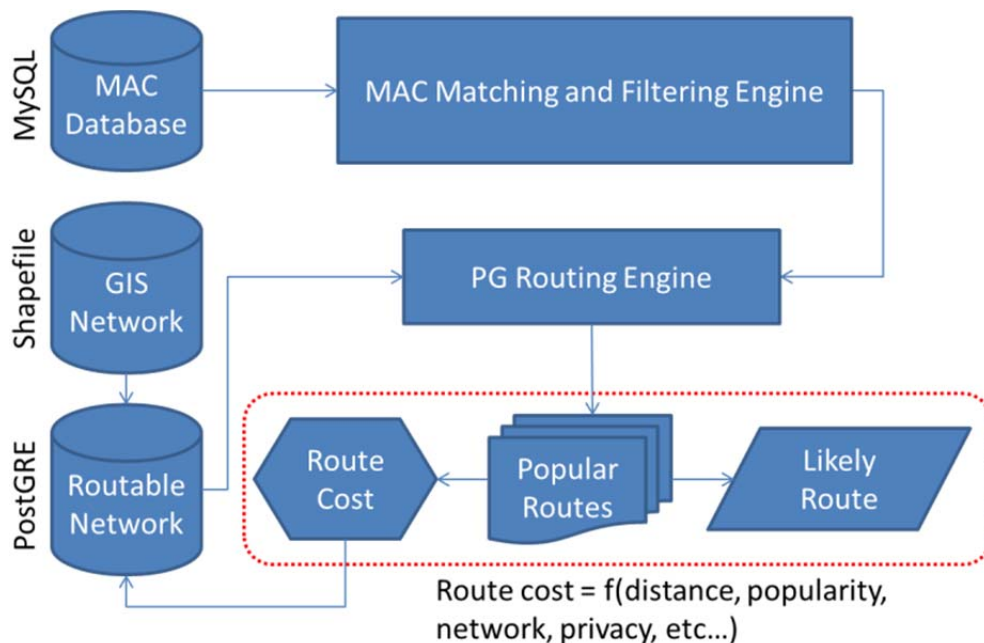 MySQL
MAC
Database
MAC Matching and Filtering Engine
Shapefile
GIS
Network
PG Routing Engine
PostGRE
Routable
Network
Route
Cost
Popular
Routes
Likely
Route
Route cost = f(distance, popularity,
network, privacy, etc...)